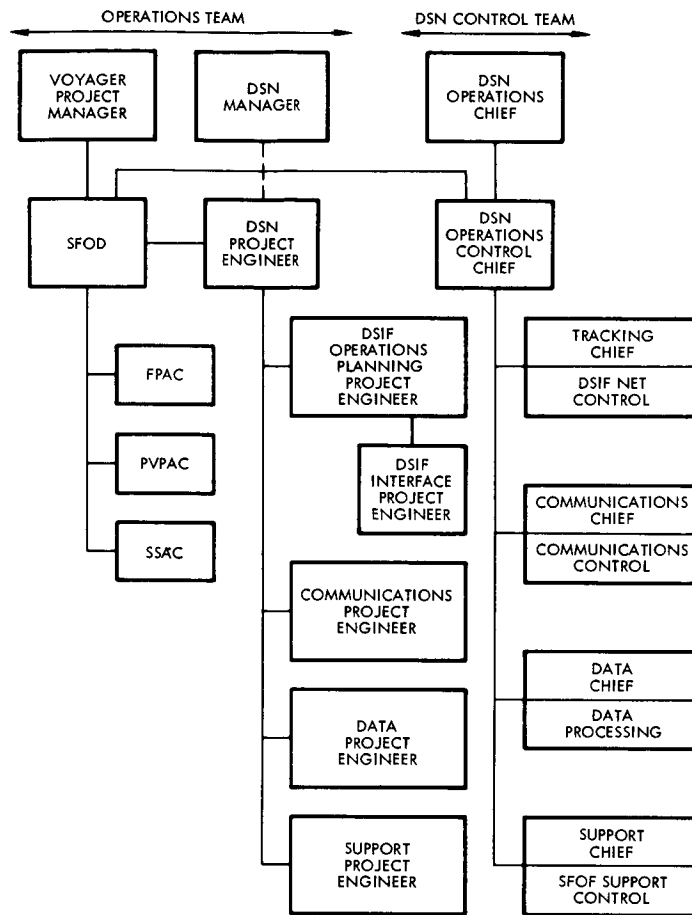 OPERATIONS TEAM
DSN CONTROL TEAM
VOYAGER
PROJECT
MANAGER
DSN
MANAGER
DSN
OPERATIONS
CHIEF
SFOD
DSN
PROJECT
ENGINEER
DSN
OPERATIONS
CONTROL
CHIEF
FPAC
PVPAC
SSAC
DSIF
OPERATIONS
PLANNING
PROJECT
ENGINEER
DSIF
INTERFACE
PROJECT
ENGINEER
COMMUNICATIONS
PROJECT
ENGINEER
DATA
PROJECT
ENGINEER
SUPPORT
PROJECT
ENGINEER
TRACKING
CHIEF
DSIF NET
CONTROL
COMMUNICATIONS
CHIEF
COMMUNICATIONS
CONTROL
DATA
CHIEF
DATA
PROCESSING
SUPPORT
CHIEF
SFOF SUPPORT
CONTROL